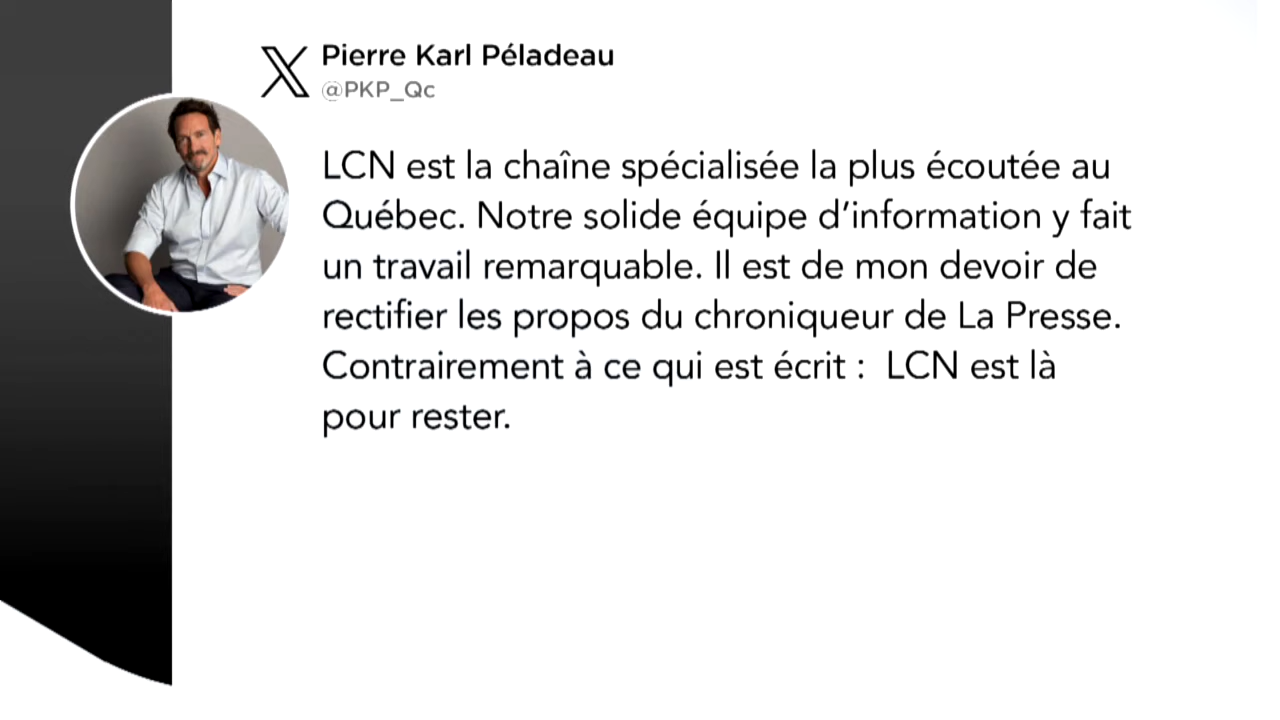 Pierre Karl Péladeau
@PKP_Qc
LCN est la chaîne spécialisée la plus écoutée au
Québec. Notre solide équipe d’information y fait
un travail remarquable. Il est de mon devoir de
rectifier les propos du chroniqueur de La Presse.
Contrairement à ce qui est écrit :  LCN est là
pour rester.